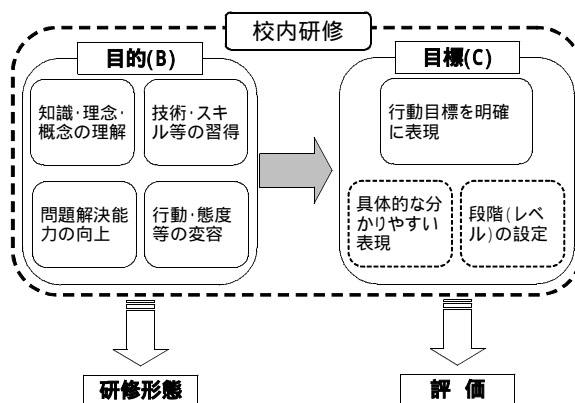 校内研修
目的(B)
知識･理念･
概念の理解
技術･スキ
ル等の習得
問題解決能
力の向上
行動･態度
等の変容
目標(C)
行動目標を明確
に表現
具体的な分
かりやすい
表現
段階(レベ
ル)の設定
研修形態
評 価